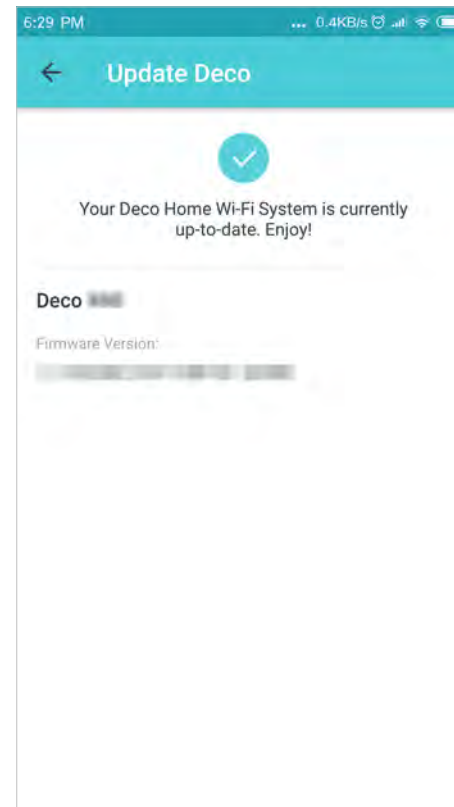 6:29 PM ... 0.4KB/s
Update Deco
Your Deco Home Wi-Fi System is currently
up-to-date. Enjoy!
Deco
Firmware Version: